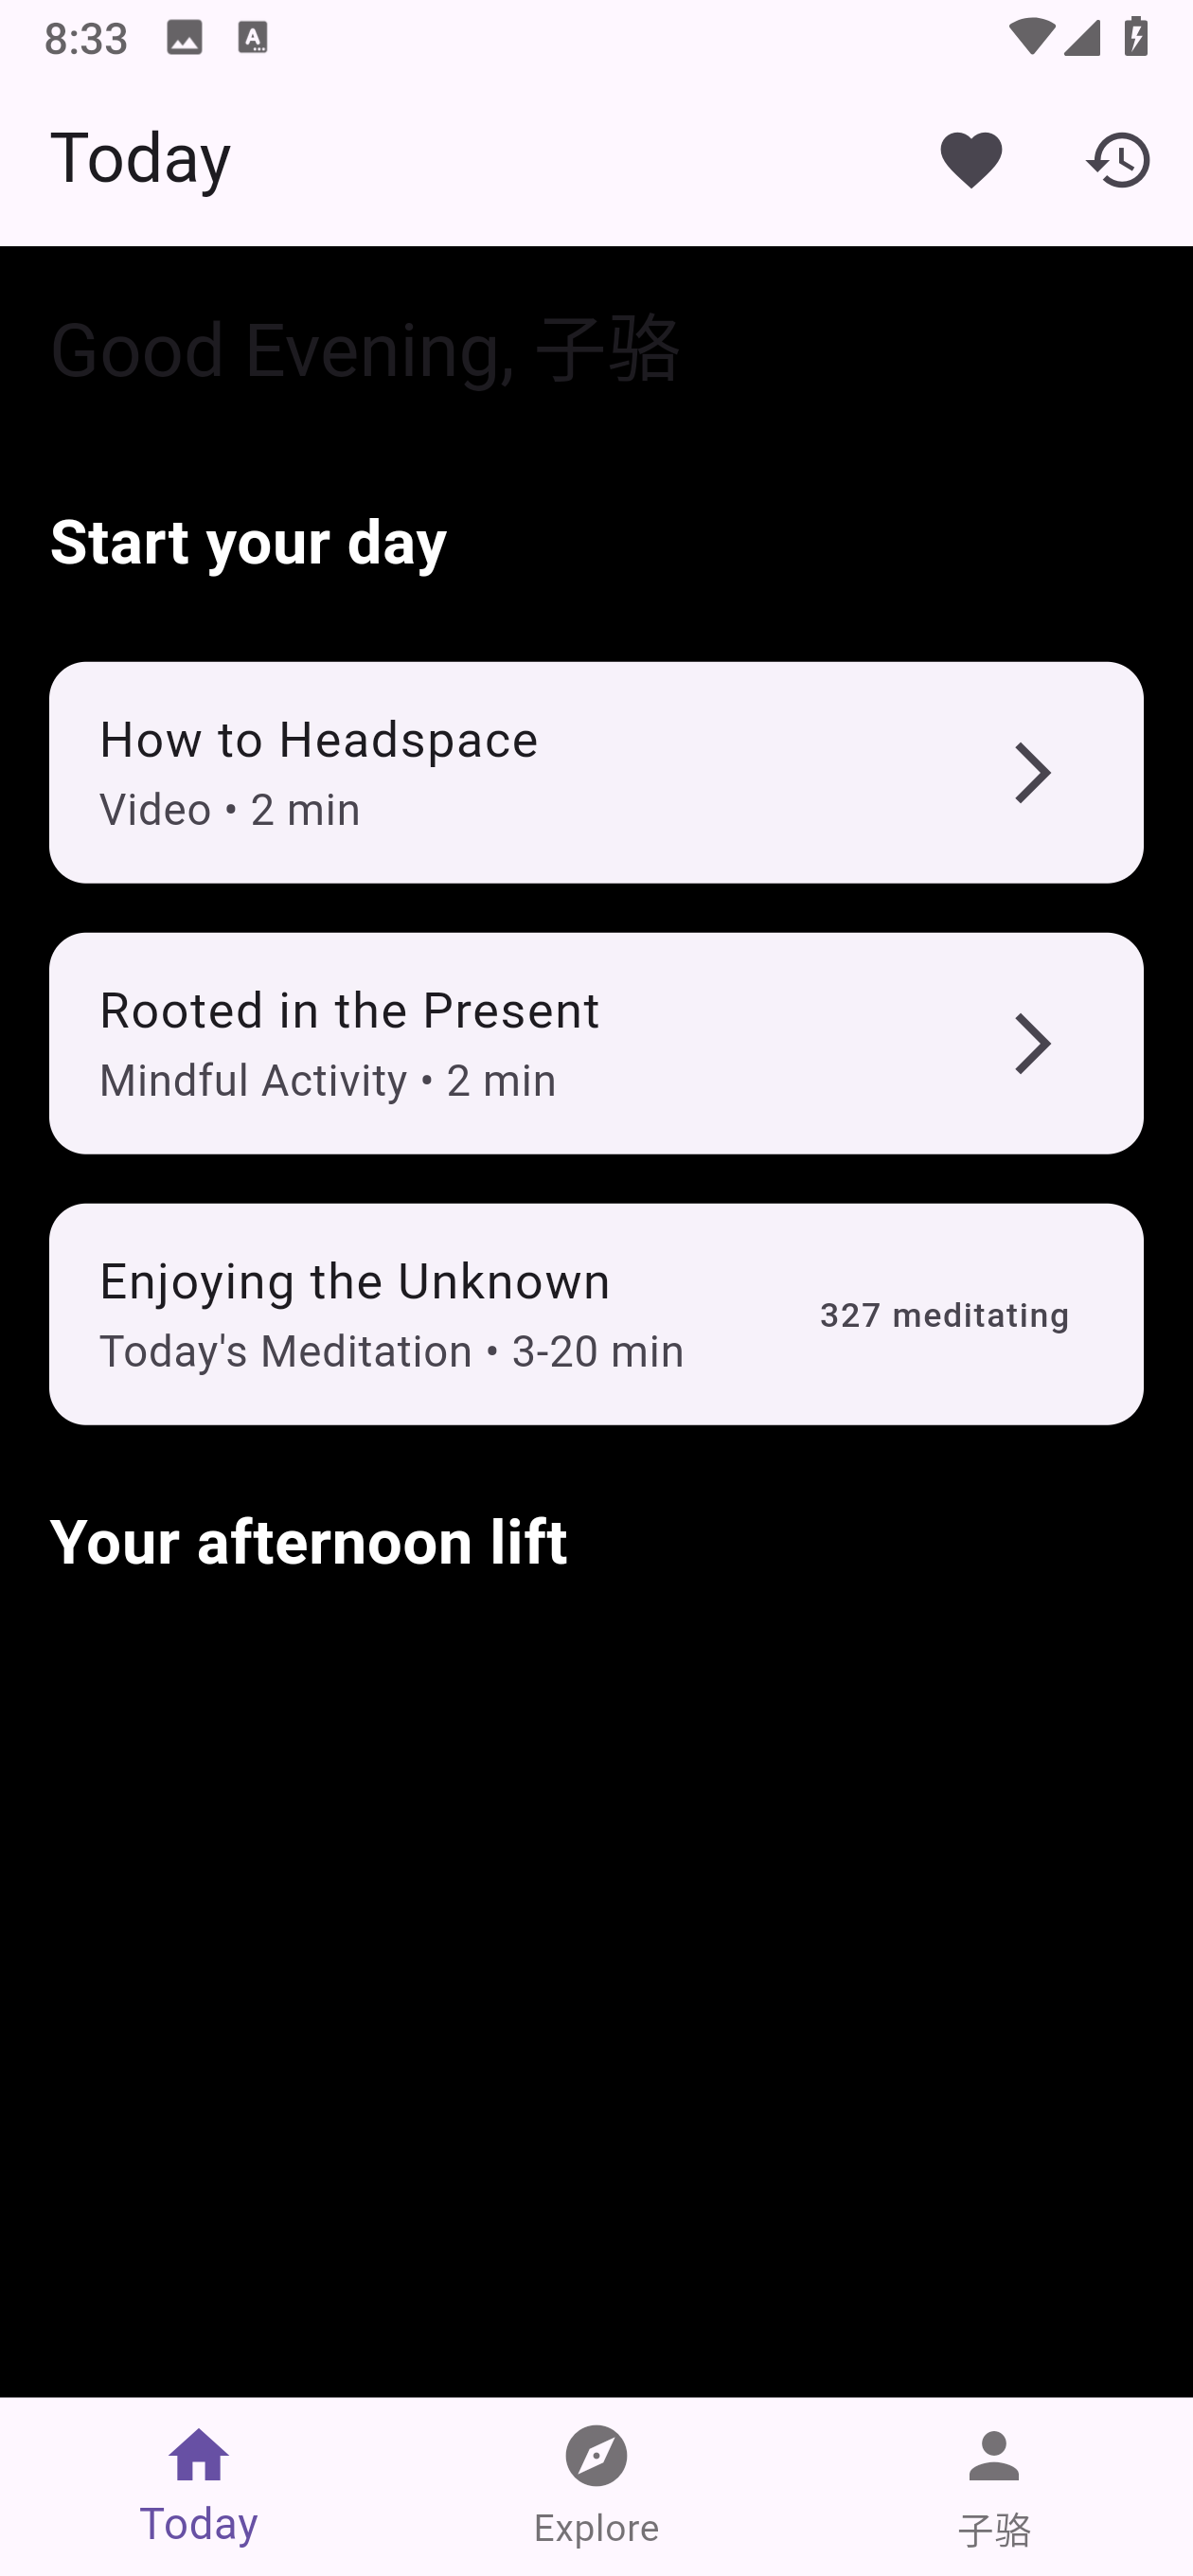 8:33
Today
Good Evening, 子骆
Start your day
How to Headspace
Video • 2 min
Rooted in the Present
Mindful Activity • 2 min
Enjoying the Unknown
Today's Meditation • 3-20 min
327 meditating
Your afternoon lift
Today
Explore
子骆